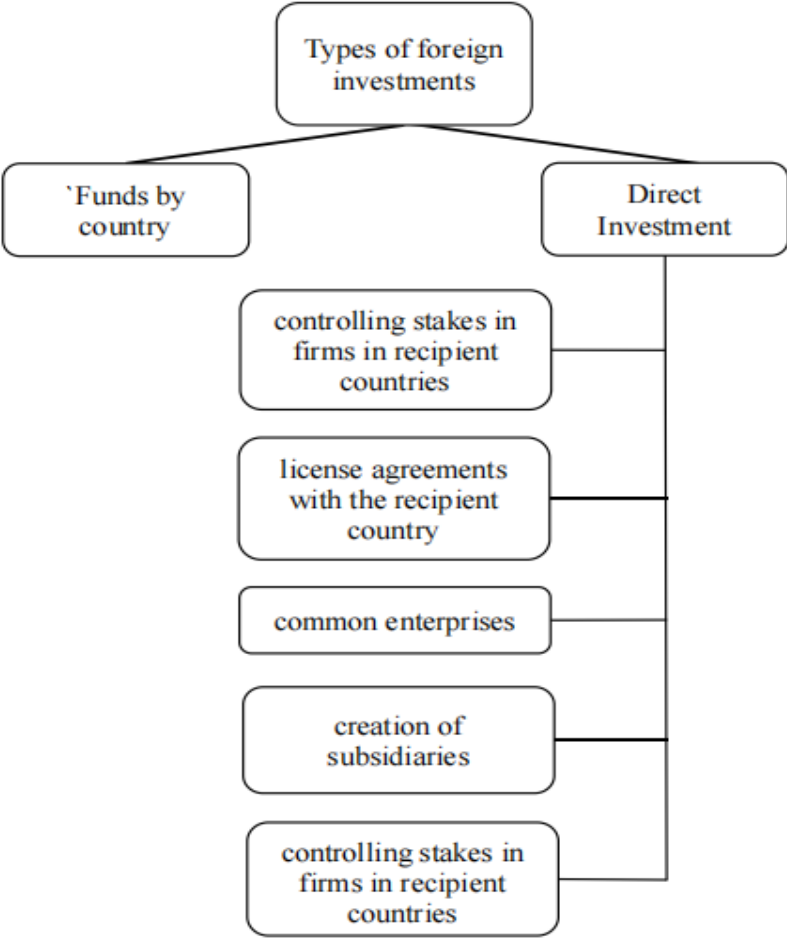 Types of foreign
investments
`Funds by
country
Direct
Investment
controlling stakes in
firms in recipient
countries
license agreements
with the recipient
country
common enterprises
creation of
subsidiaries
controlling stakes in
firms in recipient
countries